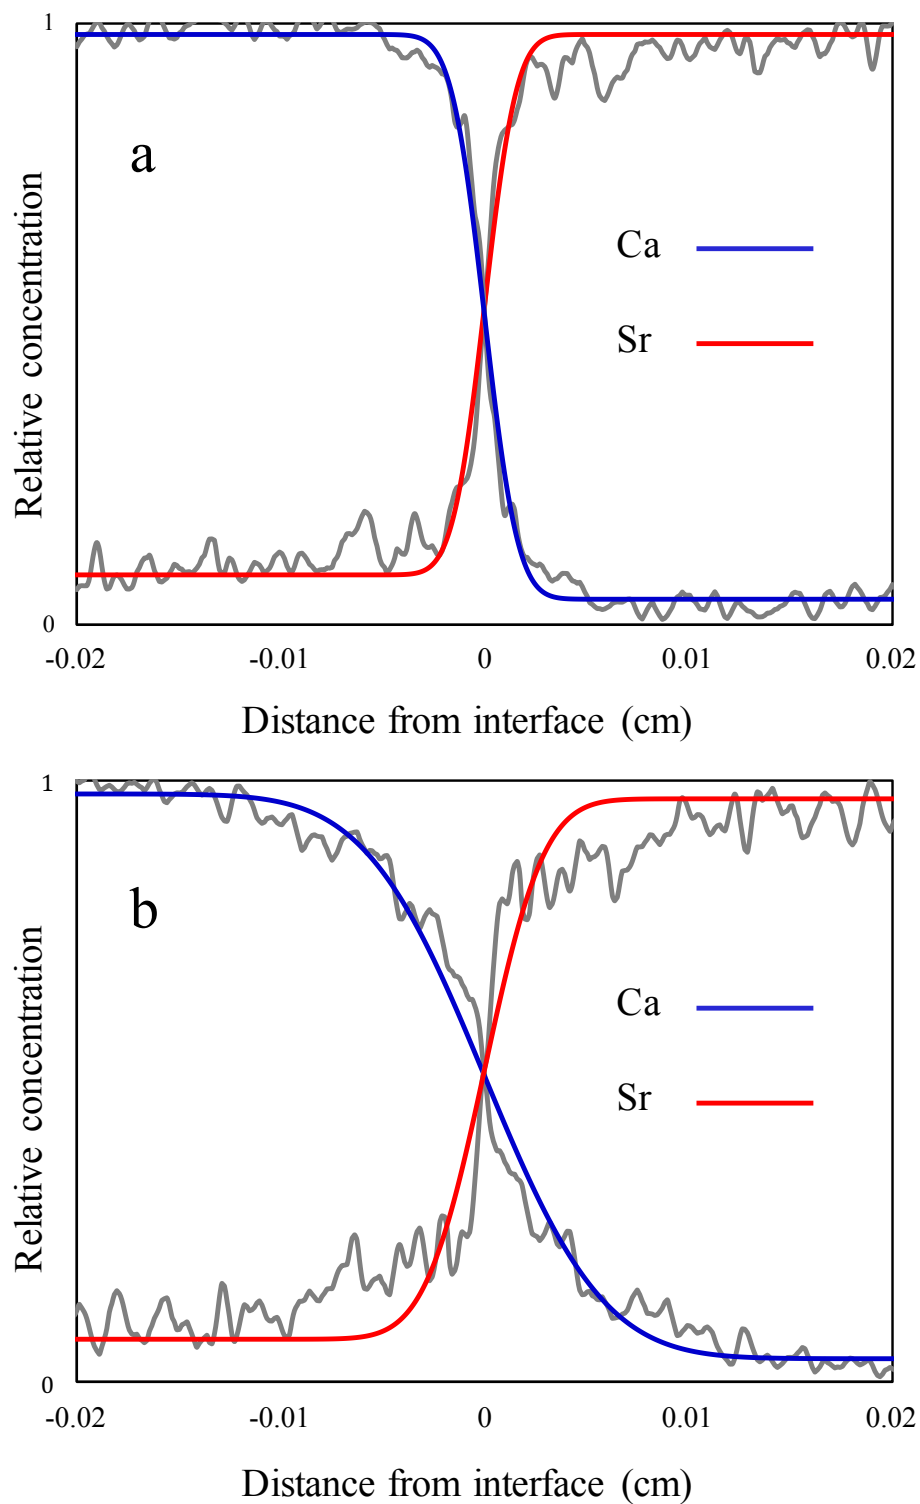 1
a
Ca
Sr
Relative concentration
0
-0.02 -0.01 0 0.01 0.02
Distance from interface (cm)
1
b
Ca
Sr
Relative concentration
0
-0.02 -0.01 0 0.01 0.02
Distance from interface (cm)